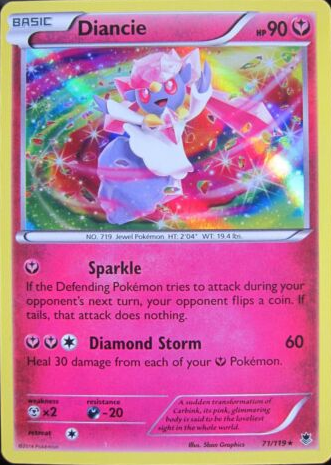 BASIC
Diancie
HP90
NO. 719 Jewel Pokémon HT: 2'04" WT: 19.4 lbs.
Sparkle
If the Defending Pokémon tries to attack during your
opponent's next turn, your opponent flips a coin. If
tails, that attack does nothing.
Diamond Storm 60
Heal 30 damage from each of your Pokémon.
weakness
×2
resistance
-20
retreat
A sudden transformation of
Carbink, its pink, glimmering
body is said to be the loveliest
sight in the whole world.
©2014 Pokémon
Illus. 5ban Graphics
71/119★